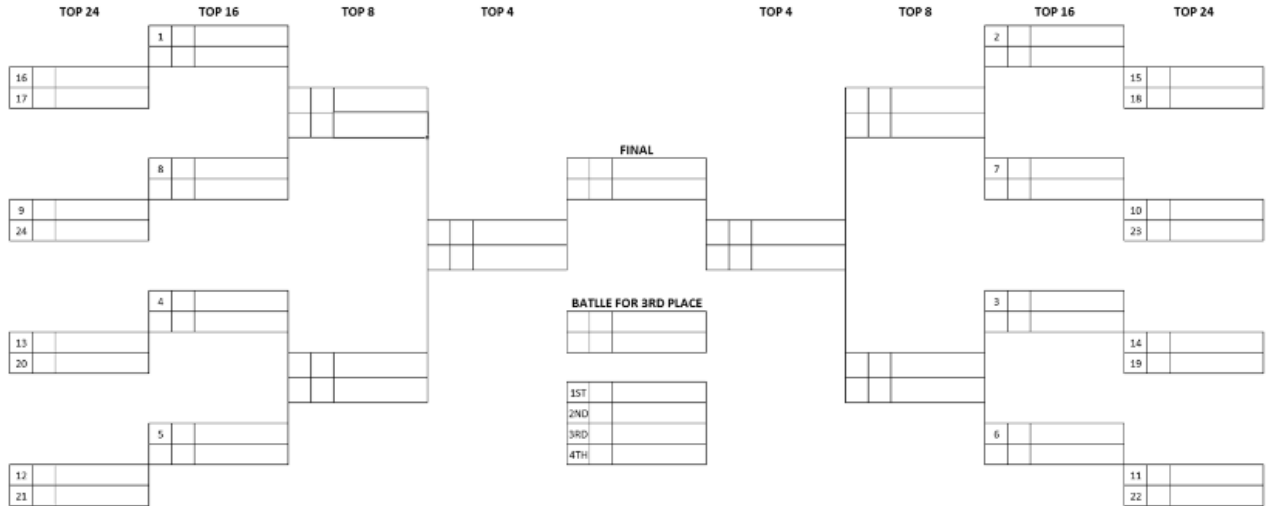 TOP 24 TOP 16 TOP 8 TOP 4 TOP 4 TOP 8 TOP 16 TOP 24
1 2
16 15
17 18
FINAL
8 7
9 10
24 23
4 BATLLE FOR 3RD PLACE 3
13 14
20 19
1ST
2ND
5 3RD 6
4TH
12 11
21 22